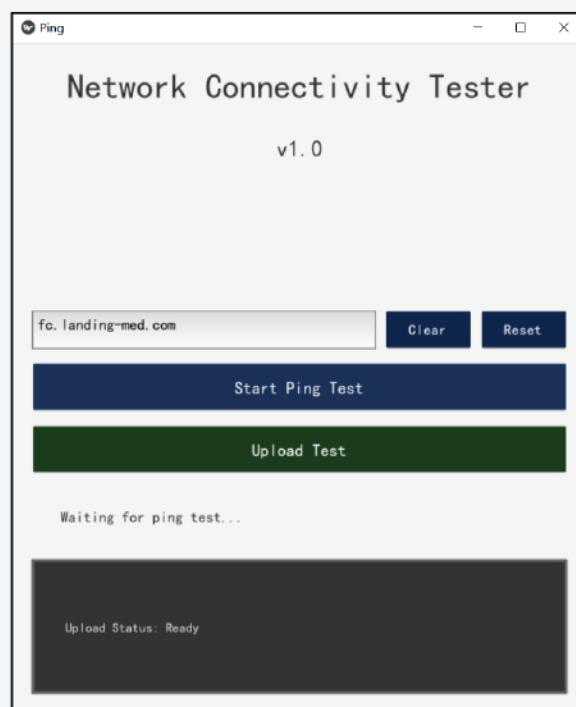 Ping
Network Connectivity Tester
v1.0
fc.landing-med.com
Clear
Reset
Start Ping Test
Upload Test
Waiting for ping test...
Upload Status: Ready